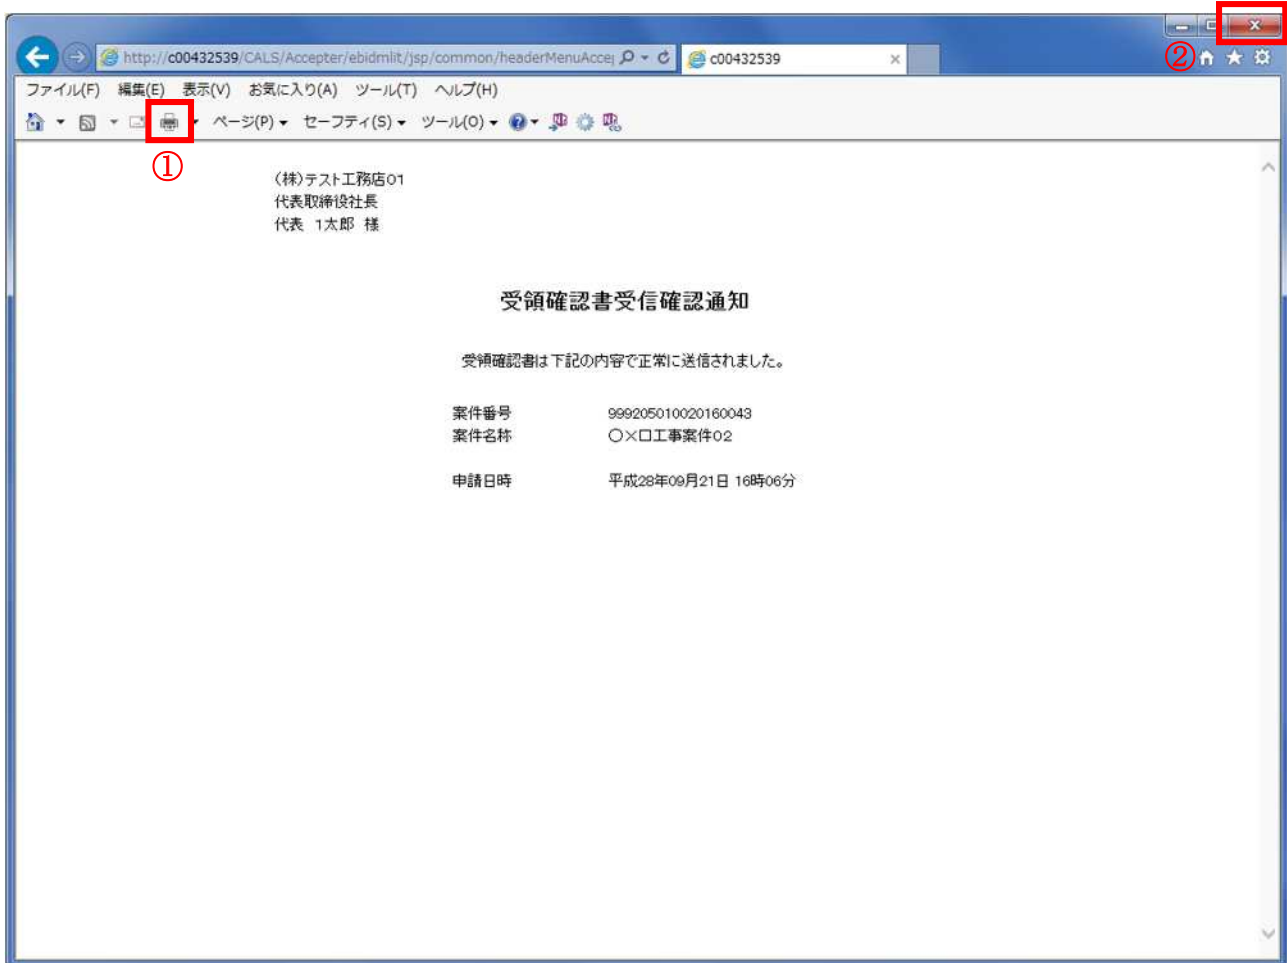 http://c00432539/CALS/Accepter/ebidmlit/jsp/common/headerMenuAccep
c00432539
②
ファイル(F) 編集(E) 表示(V) お気に入り(A) ツール(T) ヘルプ(H)
ページ(P) セーフティ(S) ツール(O)
①
(株)テスト工務店01
代表取締役社長
代表 1太郎 様
受領確認書受信確認通知
受領確認書は下記の内容で正常に送信されました。
案件番号 999205010020160043
案件名称 〇×口工事案件02
申請日時 平成28年09月21日 16時06分